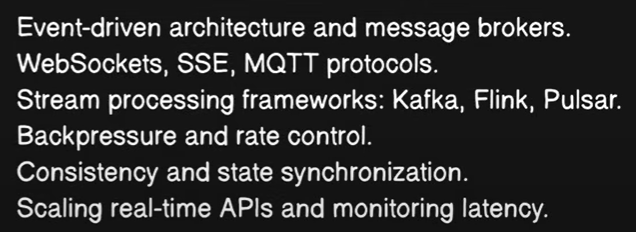 Event-driven architecture and message brokers.
WebSockets, SSE, MQTT protocols.
Stream processing frameworks: Kafka, Flink, Pulsar.
Backpressure and rate control.
Consistency and state synchronization.
Scaling real-time APIs and monitoring latency.